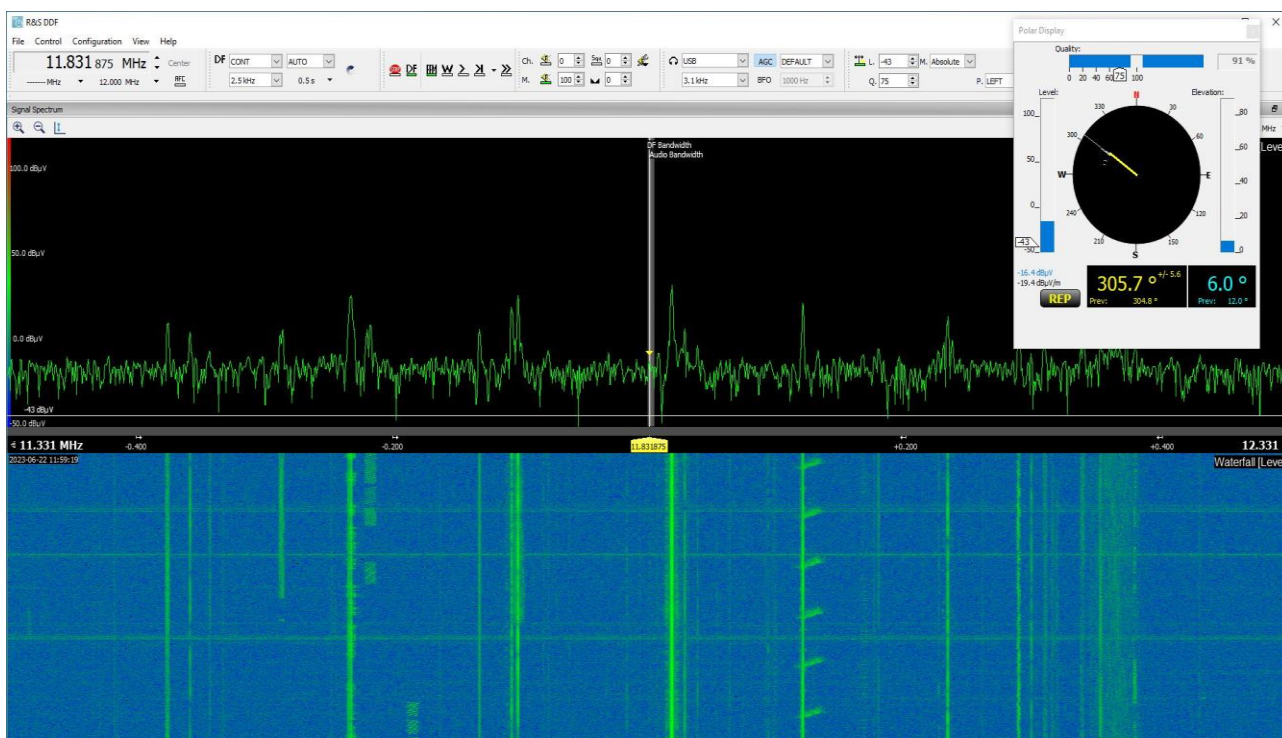 R&S DDF
File Control Configuration View Help
11.831 875 MHz Center
------- MHz 12.000 MHz AFC
DF CONT AUTO
2.5 kHz 0.5 s
DF
Ch. 0 Sq. 0
M. 100 0
USB AGC DEFAULT
3.1 kHz BFO 1000 Hz
L. -43 M. Absolute
Q. 75 P. LEFT
Signal Spectrum
MHz
DF Bandwidth
Audio Bandwidth
[Leve
100.0 dBµV
50.0 dBµV
0.0 dBµV
-43 dBµV
-50.0 dBµV
11.331 MHz -0.400 -0.200 11.831875 +0.200 +0.400 12.331
2023-06-22 11:59:19
Waterfall [Leve
Polar Display
Quality:
91 %
0 20 40 60 75 100
Level: N Elevation:
330 30
100 80
300 60
50 60
W E
40
0
240 120
20
210 150
-43
-50 0
S
-16.4 dBµV
-19.4 dBµV/m
REP
305.7 ° +/- 5.6
Prev: 304.8 °
6.0 °
Prev: 12.0 °